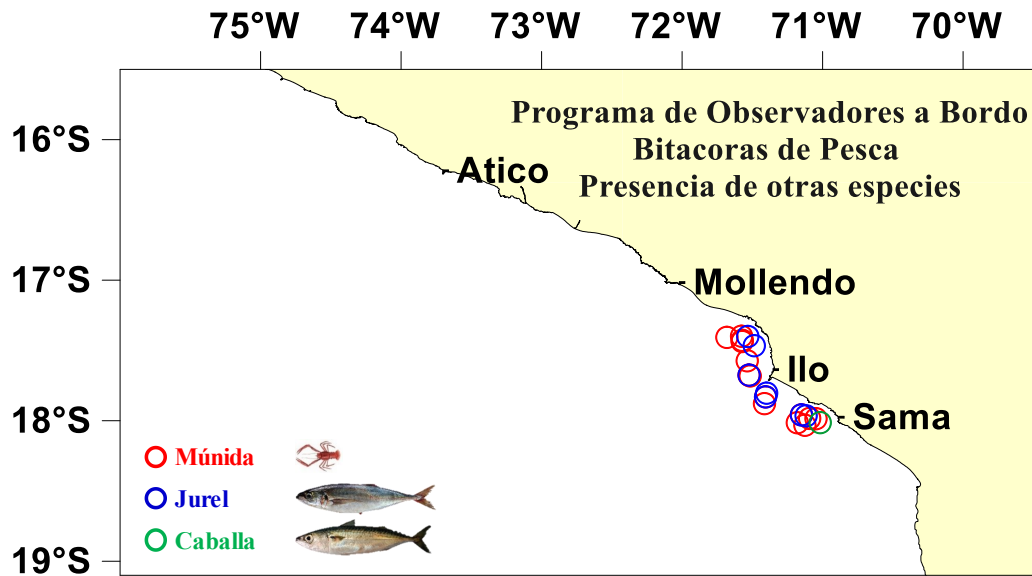 75°W 74°W 73°W 72°W 71°W 70°W
Programa de Observadores a Bordo
16°S
Bitacoras de Pesca
Atico
Presencia de otras especies
17°S
Mollendo
Ilo
18°S
Sama
Múnida
Jurel
Caballa
19°S